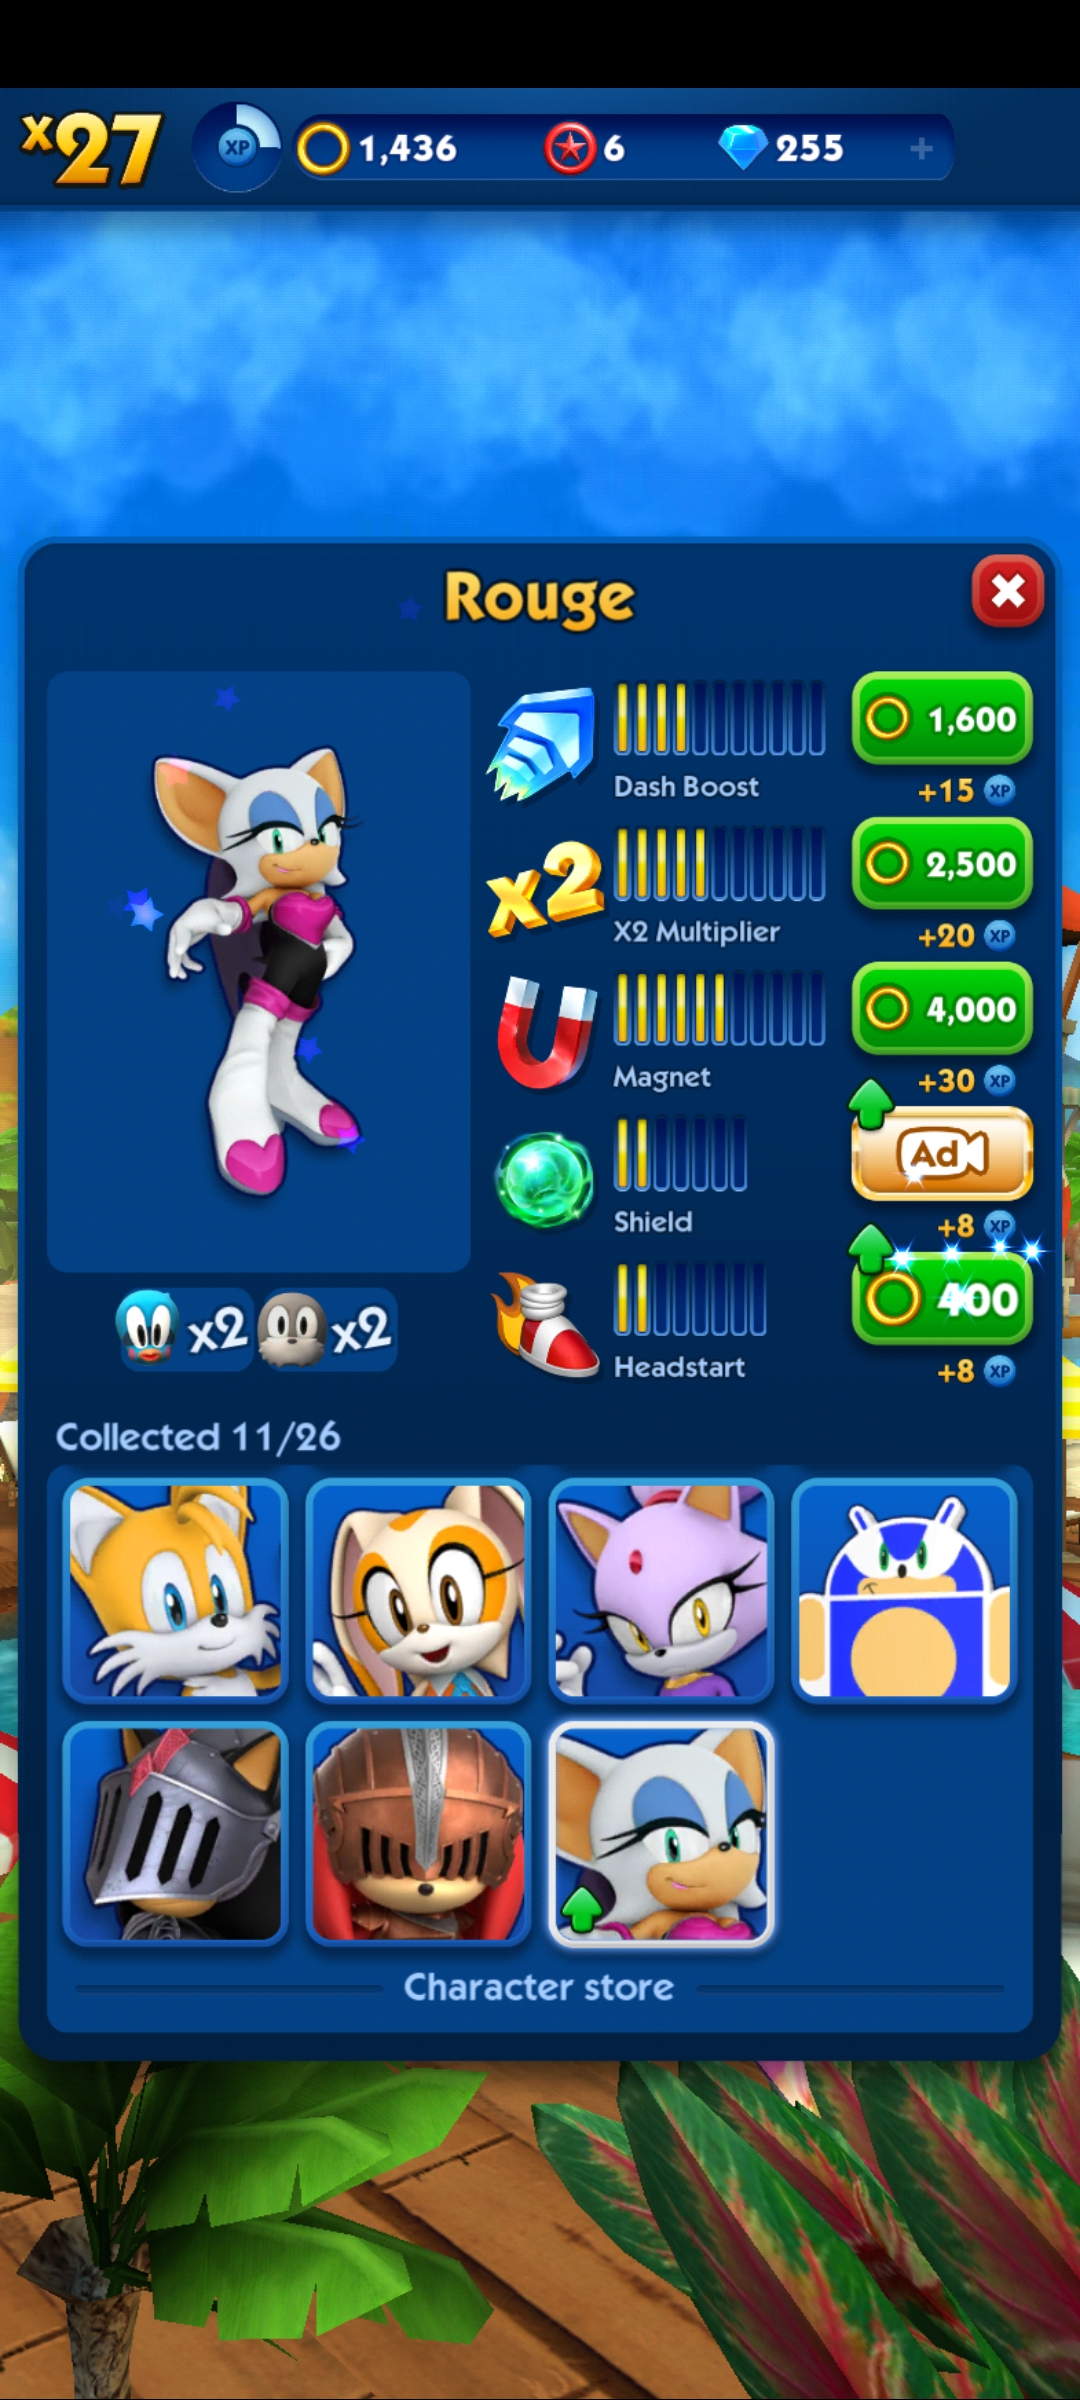 x27 XP 1,436 6 255 +
Rouge
1,600
Dash Boost
+15 XP
x2
2,500
X2 Multiplier
+20 XP
4,000
Magnet
+30 XP
Ad
Shield
+8 XP
400
x2 x2
Headstart
+8 XP
Collected 11/26
Character store